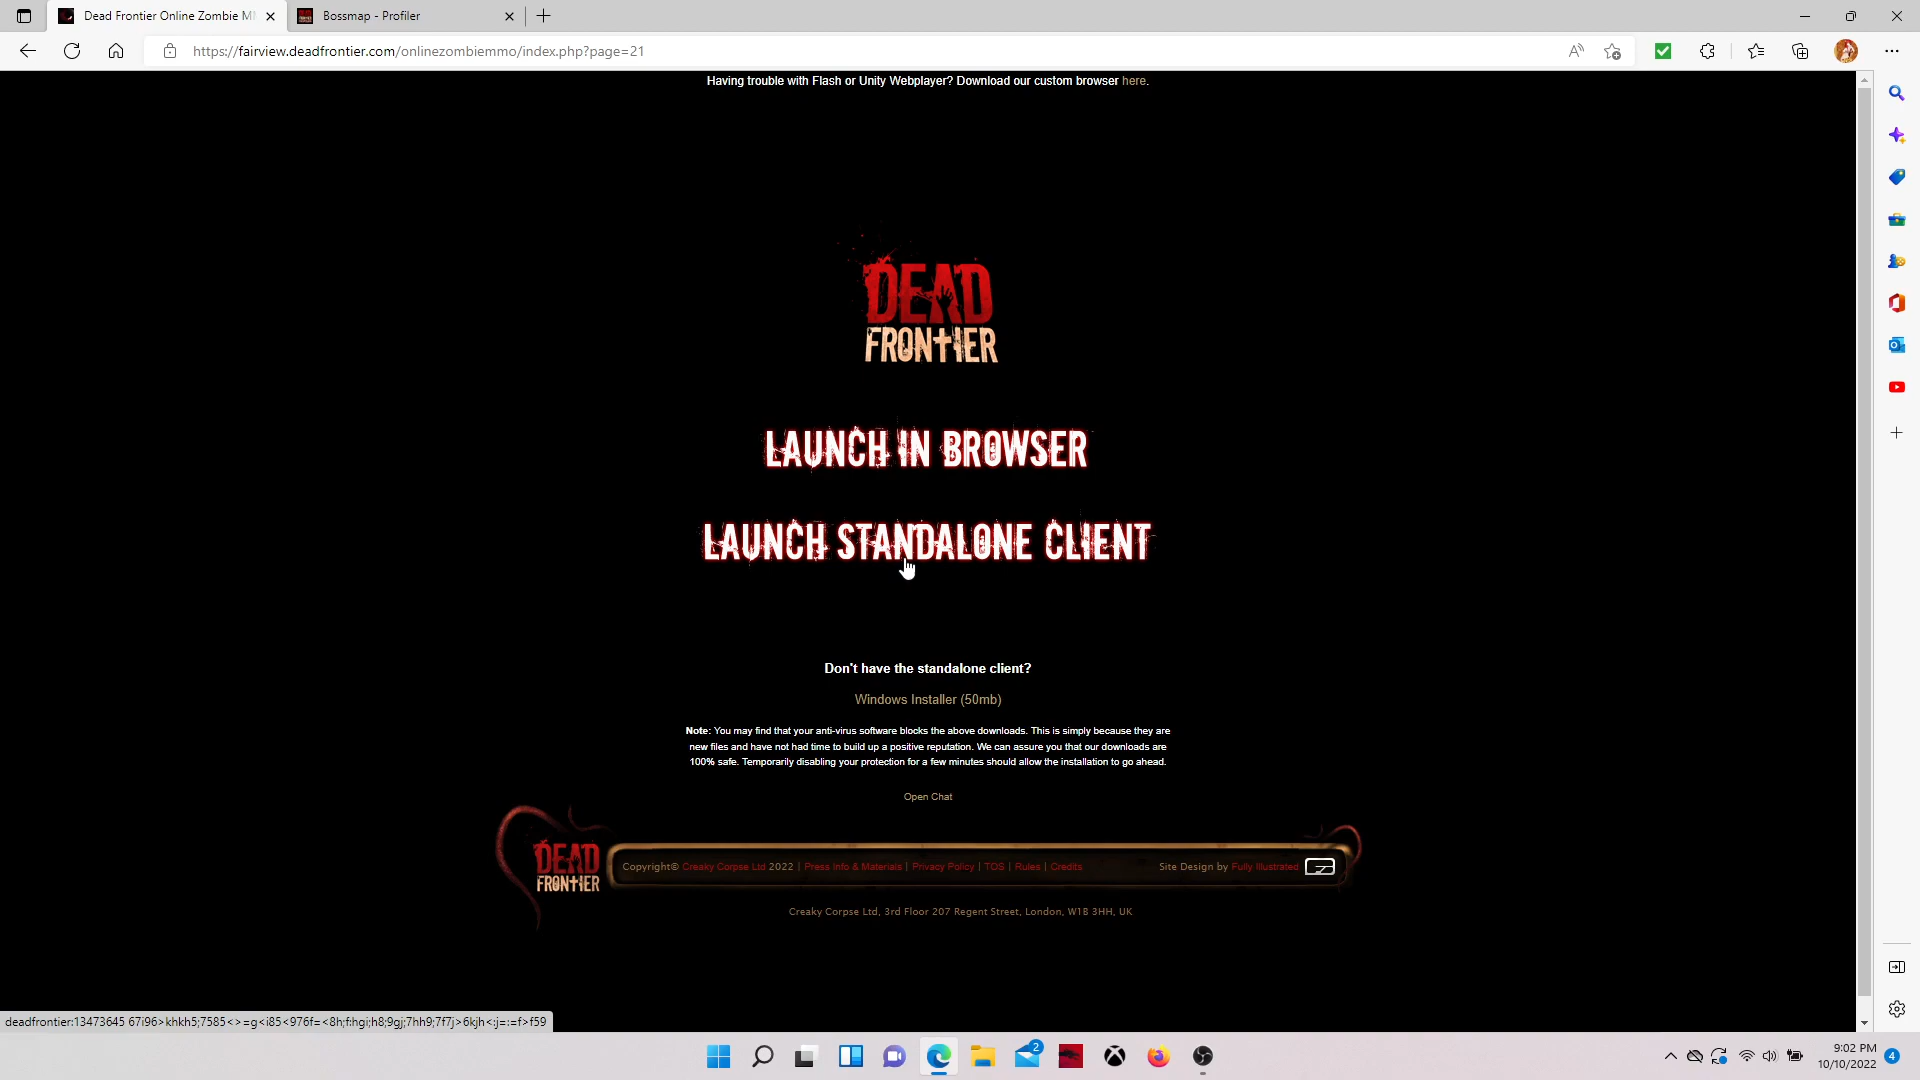 Dead Frontier Online Zombie MM
Bossmap - Profiler
https://fairview.deadfrontier.com/onlinezombiemmo/index.php?page=21
Having trouble with Flash or Unity Webplayer? Download our custom browser here.
DEAD
FRONTIER
LAUNCH IN BROWSER
LAUNCH STANDALONE CLIENT
Don't have the standalone client?
Windows Installer (50mb)
Note: You may find that your anti-virus software blocks the above downloads. This is simply because they are
new files and have not had time to build up a positive reputation. We can assure you that our downloads are
100% safe. Temporarily disabling your protection for a few minutes should allow the installation to go ahead.
Open Chat
DEAD
FRONTIER
Copyright© Creaky Corpse Ltd 2022 | Press Info & Materials | Privacy Policy | TOS | Rules | Credits
Site Design by Fully Illustrated
Creaky Corpse Ltd, 3rd Floor 207 Regent Street, London, W1B 3HH, UK
deadfrontier:13473645 67i96>khkh5;7585<>=g<i85<976f=<8h;f:hgi;h8;9gj;7hh9;7f7j>6kjh<:j=:=f>f59
2
9:02 PM
10/10/2022
4